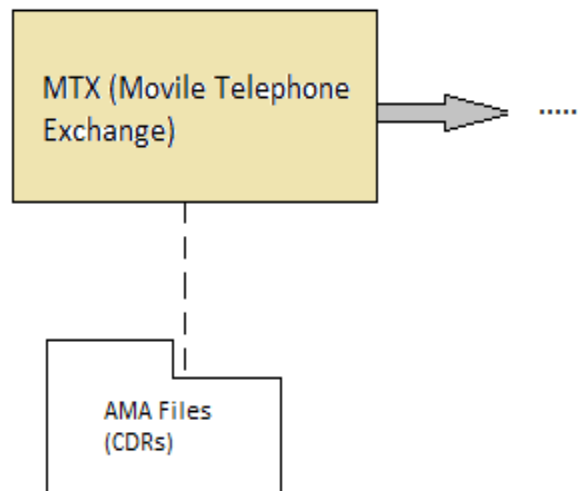 MTX (Movile Telephone
Exchange)
.....
AMA Files
(CDRs)